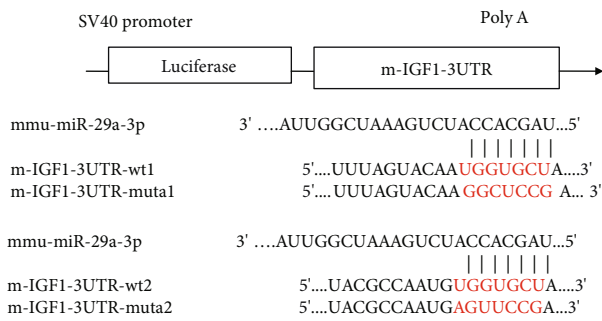 SV40 promoter Poly A
Luciferase m-IGF1-3UTR
mmu-miR-29a-3p 3' ....AUUGGCUAAAGUCUACCACGAU...5'
m-IGF1-3UTR-wt1 5'....UUUAGUACAAUGGUGCUA....3'
m-IGF1-3UTR-muta1 5'....UUUAGUACAA GGCUCCG A... 3'
mmu-miR-29a-3p 3' ....AUUGGCUAAAGUCUACCACGAU...5'
m-IGF1-3UTR-wt2 5'....UACGCCAAUGUGGUGCUA....3'
m-IGF1-3UTR-muta2 5'....UACGCCAAUGAGUUCCGA....3'